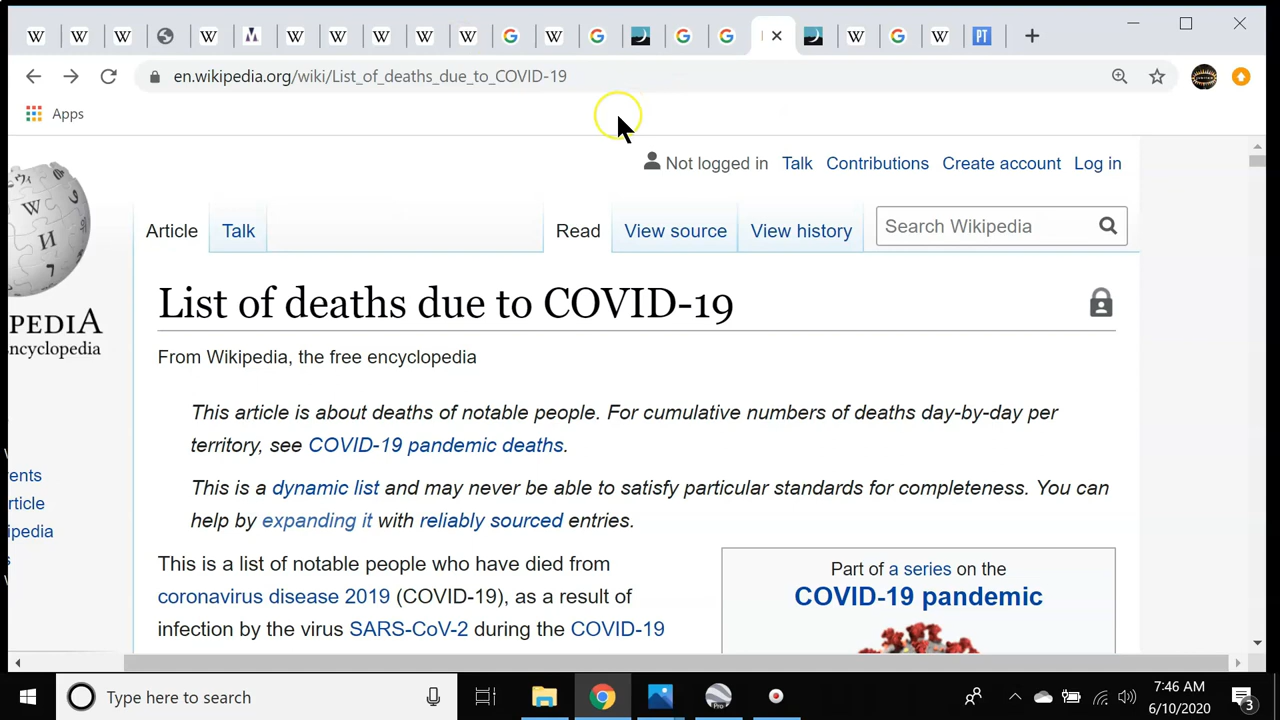 PT
en.wikipedia.org/wiki/List_of_deaths_due_to_COVID-19
Apps
Not logged in Talk Contributions Create account Log in
Article Talk Read View source View history Search Wikipedia
PEDIA
ncyclopedia
List of deaths due to COVID-19
From Wikipedia, the free encyclopedia
This article is about deaths of notable people. For cumulative numbers of deaths day-by-day per
territory, see COVID-19 pandemic deaths.
This is a dynamic list and may never be able to satisfy particular standards for completeness. You can
help by expanding it with reliably sourced entries.
ents
rticle
ipedia
This is a list of notable people who have died from
coronavirus disease 2019 (COVID-19), as a result of
infection by the virus SARS-CoV-2 during the COVID-19
Part of a series on the
COVID-19 pandemic
Type here to search
Pro
7:46 AM
6/10/2020
3